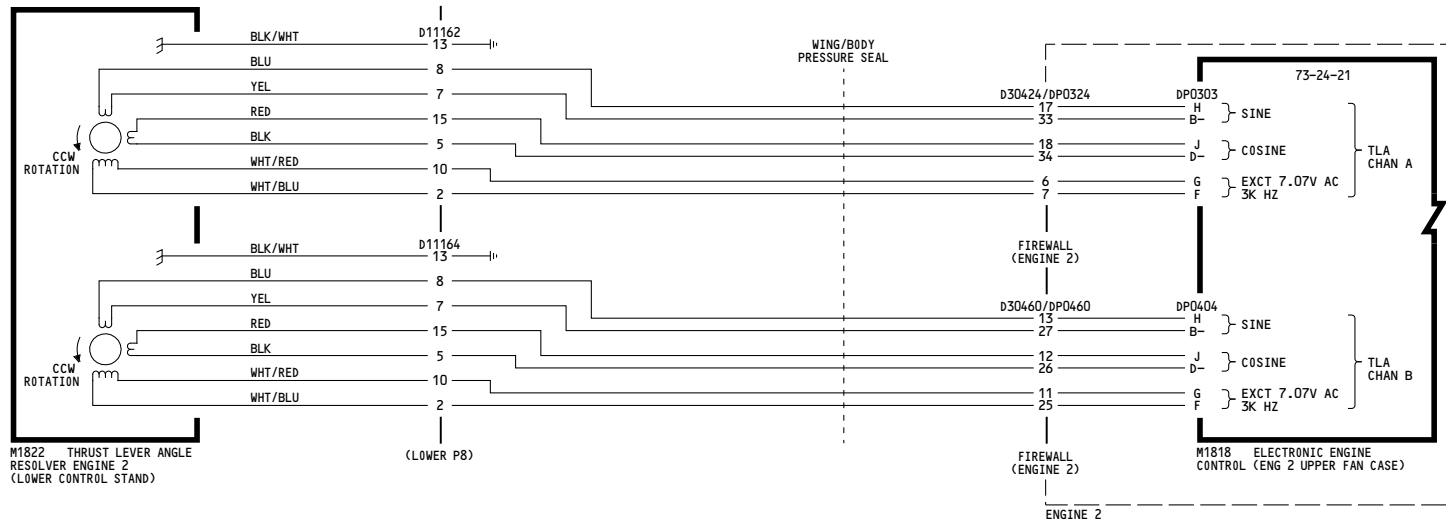 BLK/WHT
D11162
13
BLU
8
YEL
7
RED
15
BLK
5
WHT/RED
10
WHT/BLU
2
CCW
ROTATION
WING/BODY
PRESSURE SEAL
D30424/DP0324
17
33
18
34
6
7
FIREWALL
(ENGINE 2)
73-24-21
DP0303
H
B-
SINE
J
D-
COSINE
G
F
EXCT 7.07V AC
3K HZ
TLA
CHAN A
BLK/WHT
D11164
13
BLU
8
YEL
7
RED
15
BLK
5
WHT/RED
10
WHT/BLU
2
CCW
ROTATION
D30460/DP0460
13
27
12
26
11
25
DP0404
H
B-
SINE
J
D-
COSINE
G
F
EXCT 7.07V AC
3K HZ
TLA
CHAN B
M1822 THRUST LEVER ANGLE
RESOLVER ENGINE 2
(LOWER CONTROL STAND)
(LOWER P8)
FIREWALL
(ENGINE 2)
M1818 ELECTRONIC ENGINE
CONTROL (ENG 2 UPPER FAN CASE)
ENGINE 2